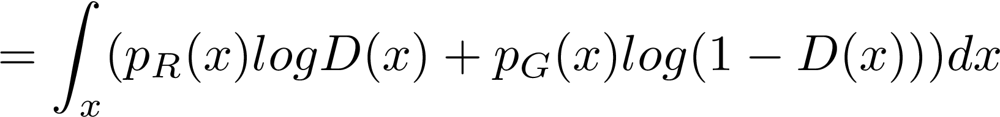 = ∫_x (p_R(x)logD(x) + p_G(x)log(1 − D(x)))dx